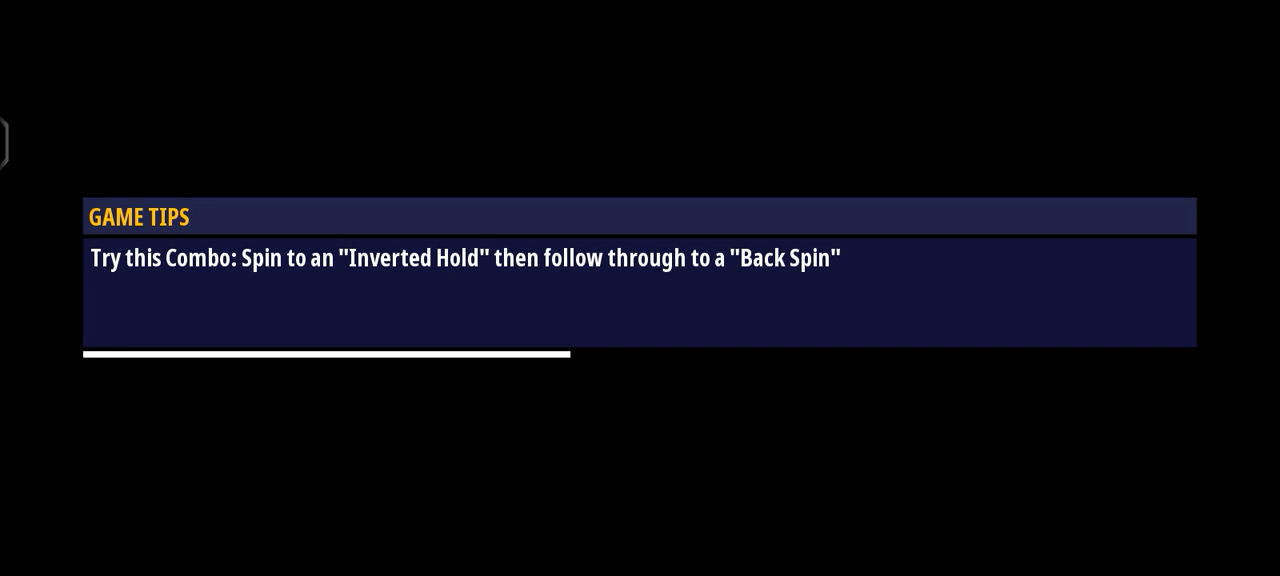 GAME TIPS
Try this Combo: Spin to an "Inverted Hold" then follow through to a "Back Spin"